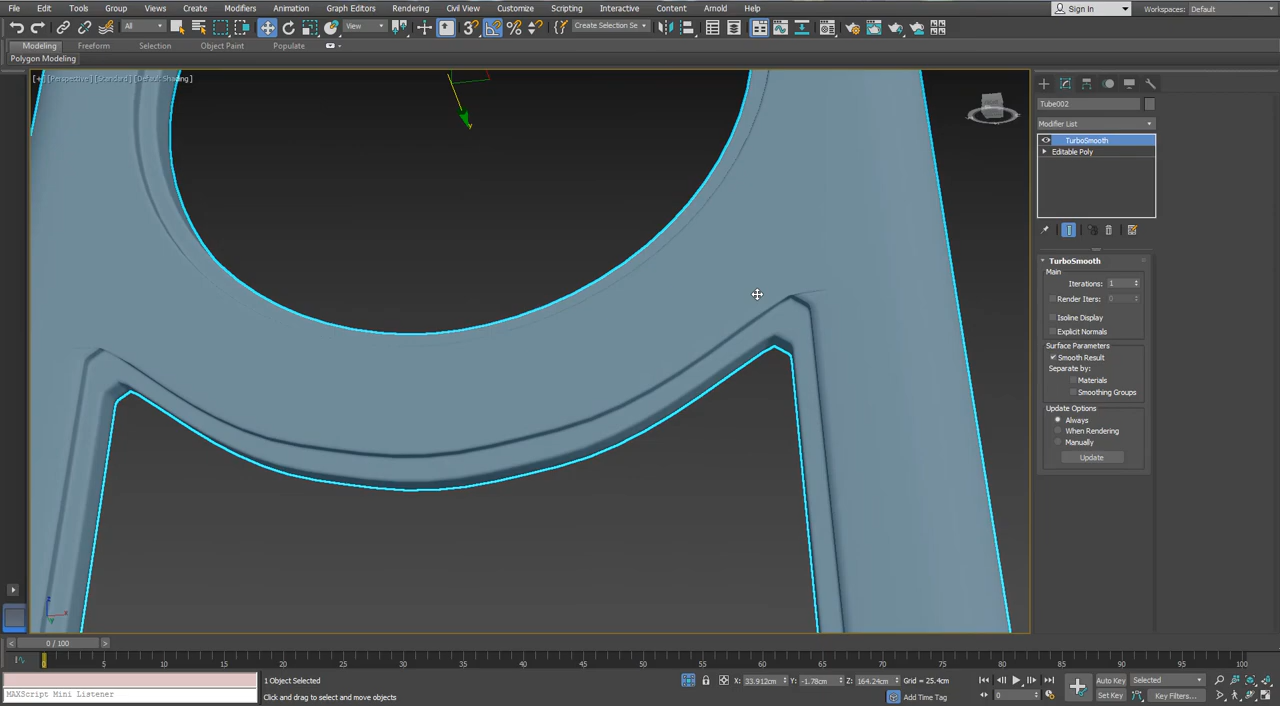 File Edit Tools Group Views Create Modifiers Animation Graph Editors Rendering Civil View Customize Scripting Interactive Content Arnold Help Sign In Workspaces: Default
All View Create Selection Se
Modeling Freeform Selection Object Paint Populate
Polygon Modeling
[+] [Perspective] [Standard] [Default Shading]
Tube002
Modifier List
TurboSmooth
Editable Poly
TurboSmooth
Main
Iterations: 1
Render Iters: 0
Isoline Display
Explicit Normals
Surface Parameters
Smooth Result
Separate by:
Materials
Smoothing Groups
Update Options
Always
When Rendering
Manually
Update
0 / 100
0 5 10 15 20 25 30 35 40 45 50 55 60 65 70 75 80 85 90 95 100
1 Object Selected X: 33.912cm Y: -1.78cm Z: 164.24cm Grid = 25.4cm Auto Key Selected
MAXScript Mini Listener Click and drag to select and move objects Add Time Tag 0 Set Key Key Filters...